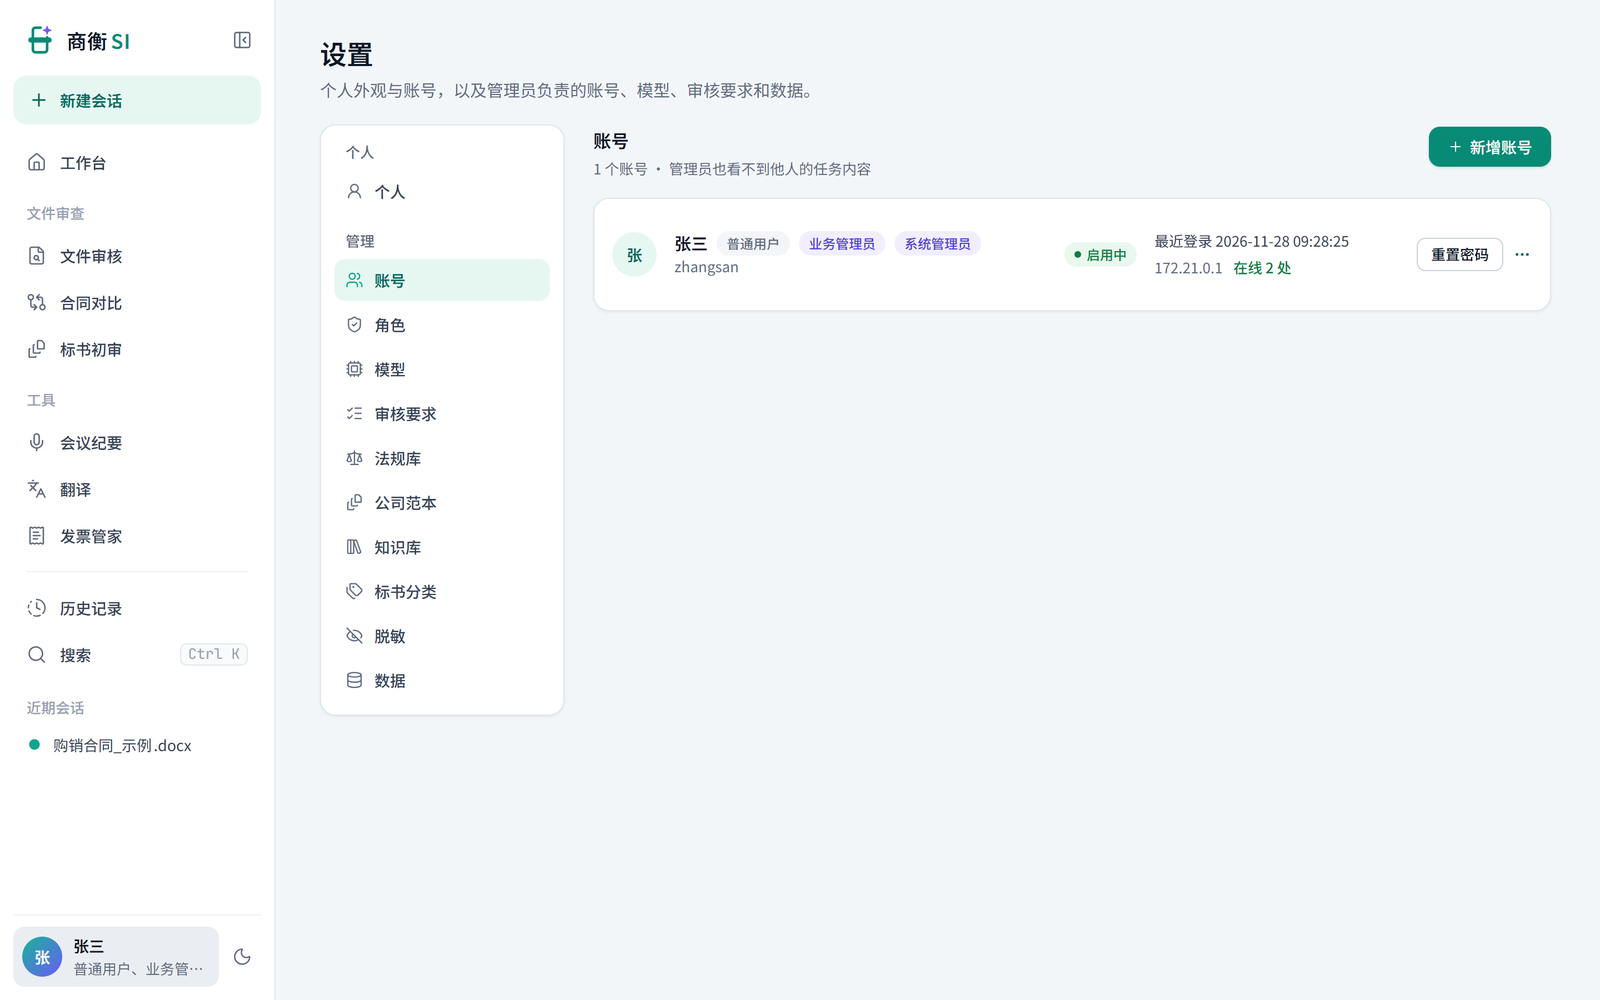 商衡 SI
新建会话
工作台
文件审查
文件审核
合同对比
标书初审
工具
会议纪要
翻译
发票管家
历史记录
搜索 Ctrl K
近期会话
购销合同_示例.docx
张
张三
普通用户、业务管…
设置
个人外观与账号，以及管理员负责的账号、模型、审核要求和数据。
个人
个人
管理
账号
角色
模型
审核要求
法规库
公司范本
知识库
标书分类
脱敏
数据
账号
1 个账号 · 管理员也看不到他人的任务内容
新增账号
张
张三 普通用户 业务管理员 系统管理员
zhangsan
启用中
最近登录 2026-11-28 09:28:25
172.21.0.1 在线 2 处
重置密码